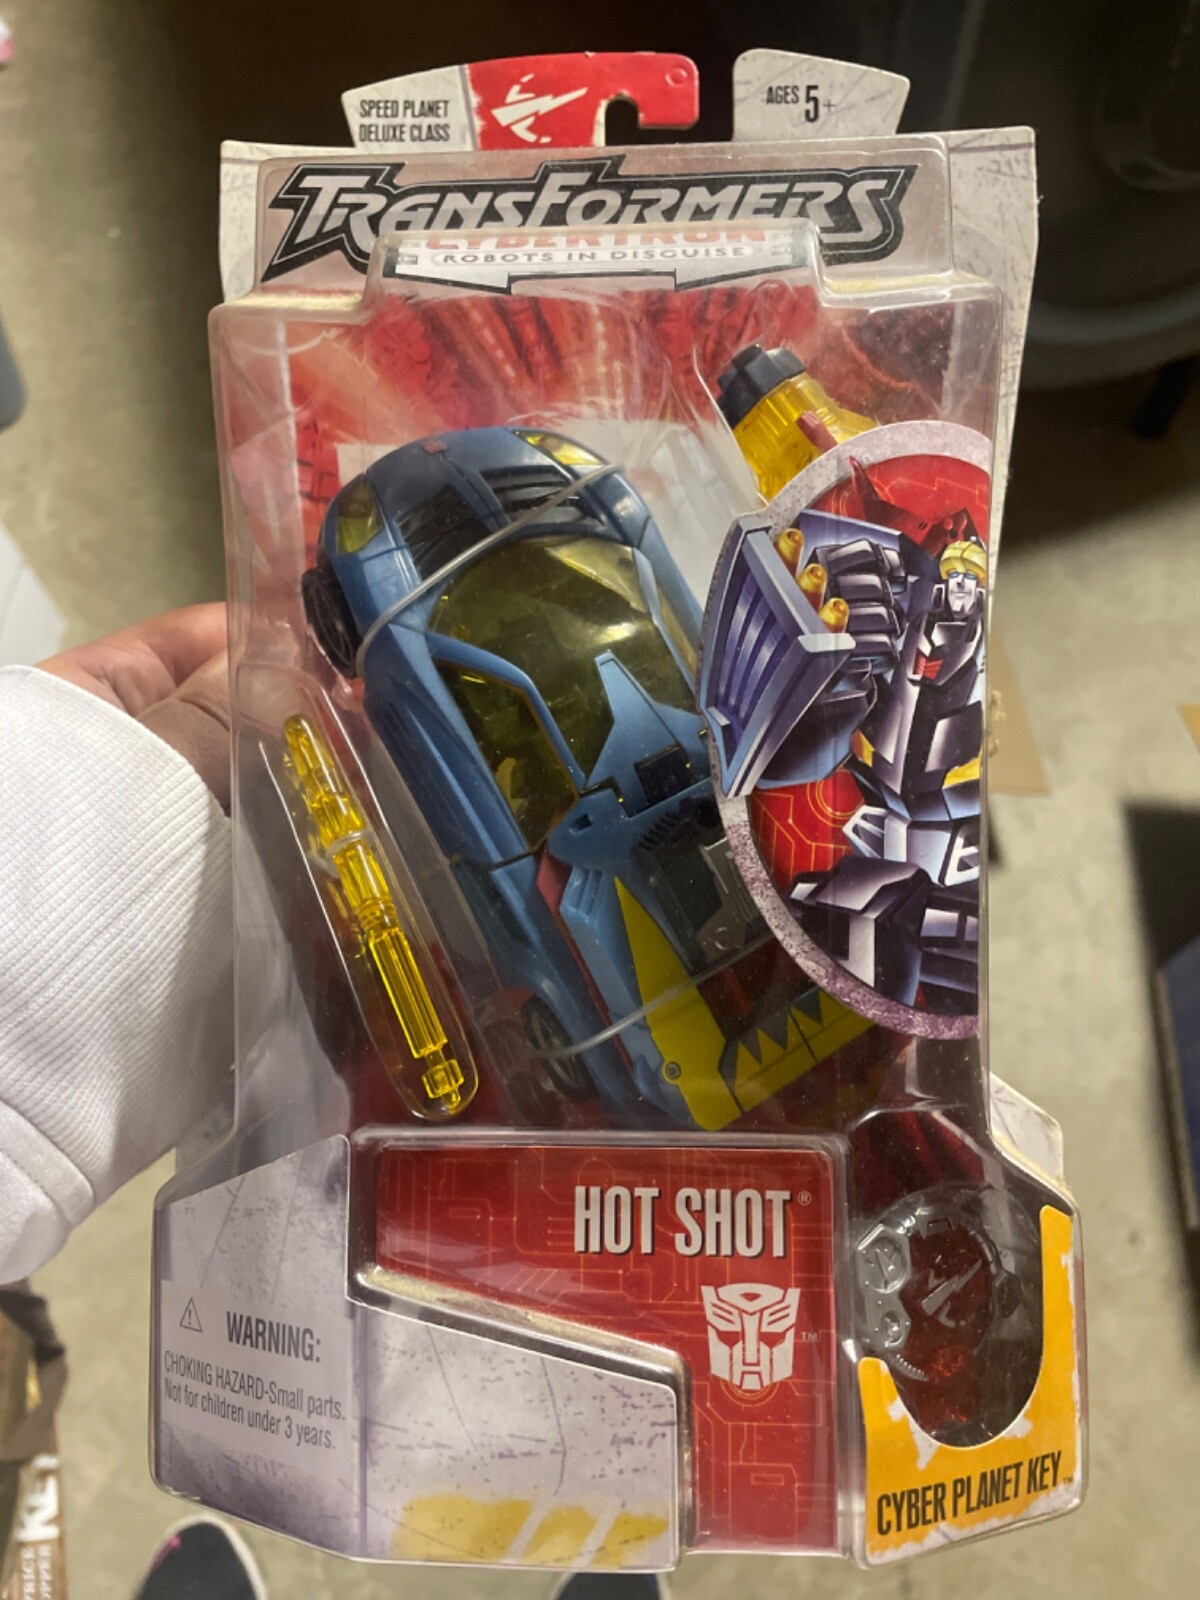 SPEED PLANET
DELUXE CLASS
AGES 5+
TRANSFORMERS
CYBERTRON
ROBOTS IN DISGUISE
HOT SHOT®
™
⚠ WARNING:
CHOKING HAZARD-Small parts.
Not for children under 3 years.
CYBER PLANET KEY™